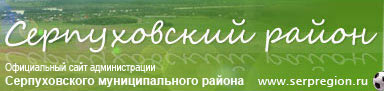 Серпуховский район
Официальный сайт администрации
Серпуховского муниципального района www.serpregion.ru